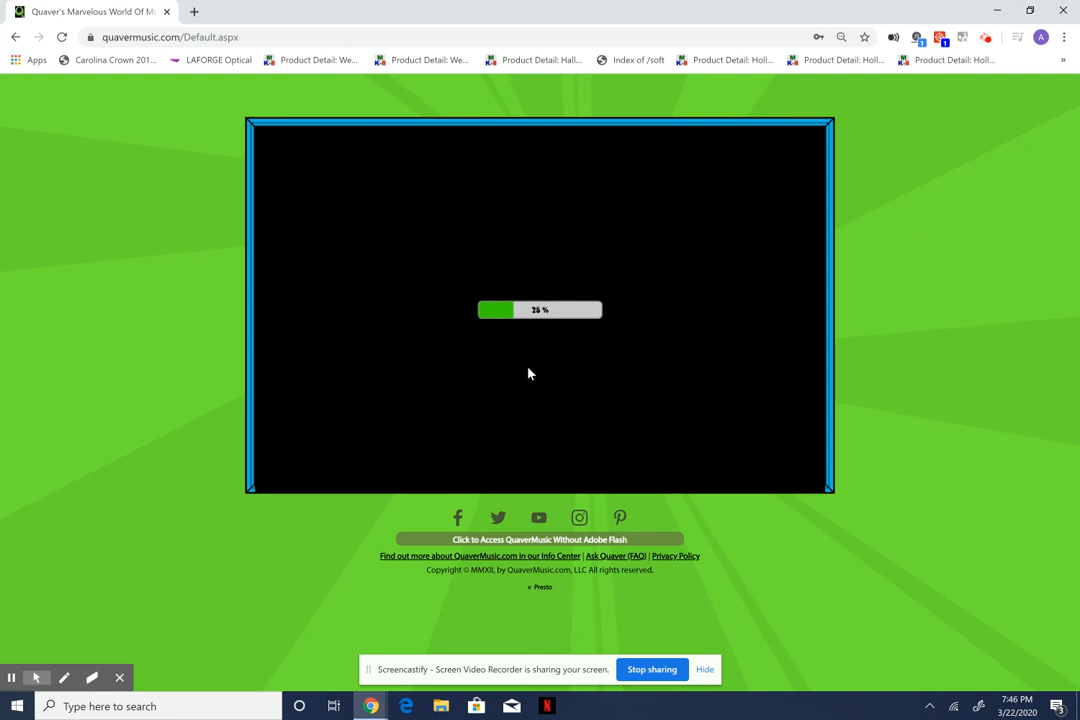 Quaver's Marvelous World Of M
quavermusic.com/Default.aspx
1
1
A
Apps
Carolina Crown 201...
LAFORGE Optical
Product Detail: We...
Product Detail: We...
Product Detail: Hall...
Index of /soft
Product Detail: Holl...
Product Detail: Holl...
Product Detail: Holl...
»
Click to Access QuaverMusic Without Adobe Flash
Find out more about QuaverMusic.com in our Info Center | Ask Quaver (FAQ) | Privacy Policy
Copyright © MMXII, by QuaverMusic.com, LLC All rights reserved.
v Presto
Screencastify - Screen Video Recorder is sharing your screen.
Stop sharing
Hide
Type here to search
7:46 PM
3/22/2020
3